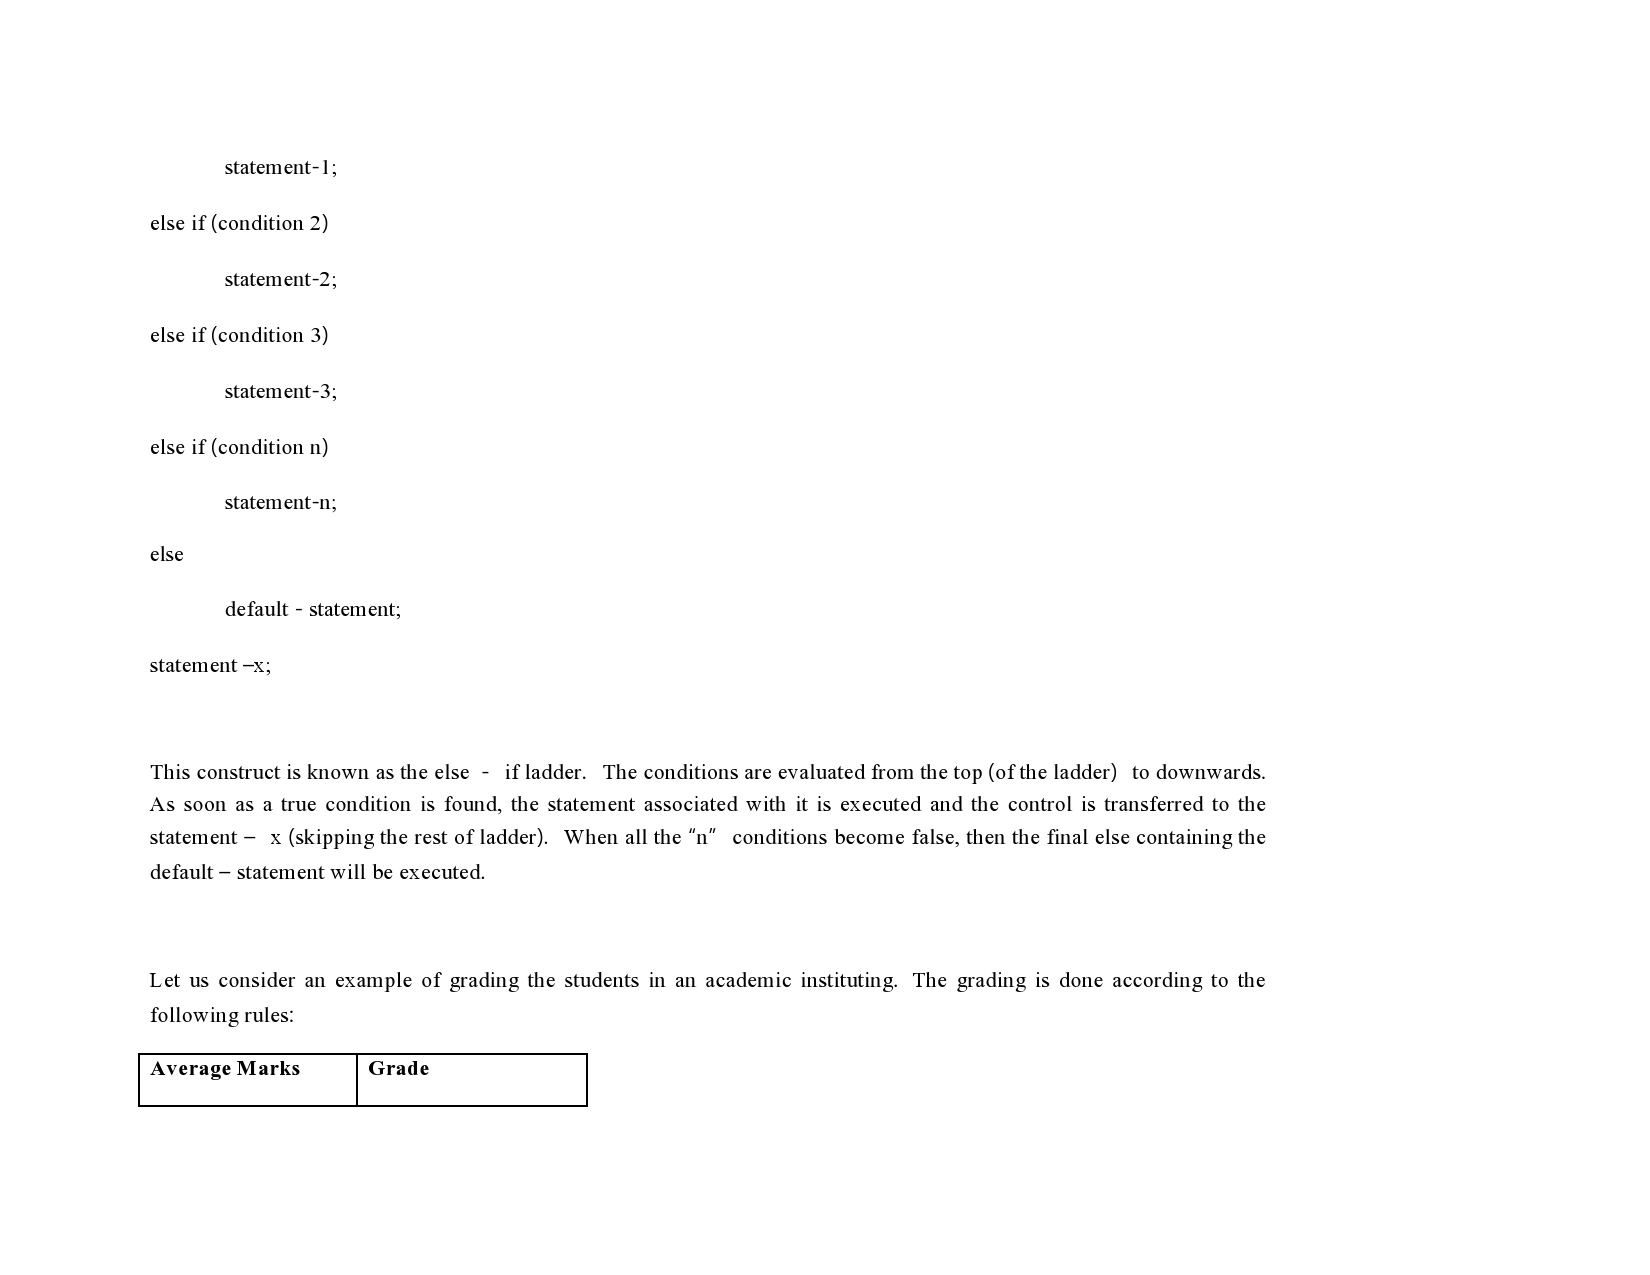 statement-1;
else if (condition 2)
statement-2;
else if (condition 3)
statement-3;
else if (condition n)
statement-n;
else
default - statement;
statement –x;
This construct is known as the else - if ladder. The conditions are evaluated from the top (of the ladder) to downwards.
As soon as a true condition is found, the statement associated with it is executed and the control is transferred to the
statement – x (skipping the rest of ladder). When all the “n” conditions become false, then the final else containing the
default – statement will be executed.
Let us consider an example of grading the students in an academic instituting. The grading is done according to the
following rules:
Average Marks Grade